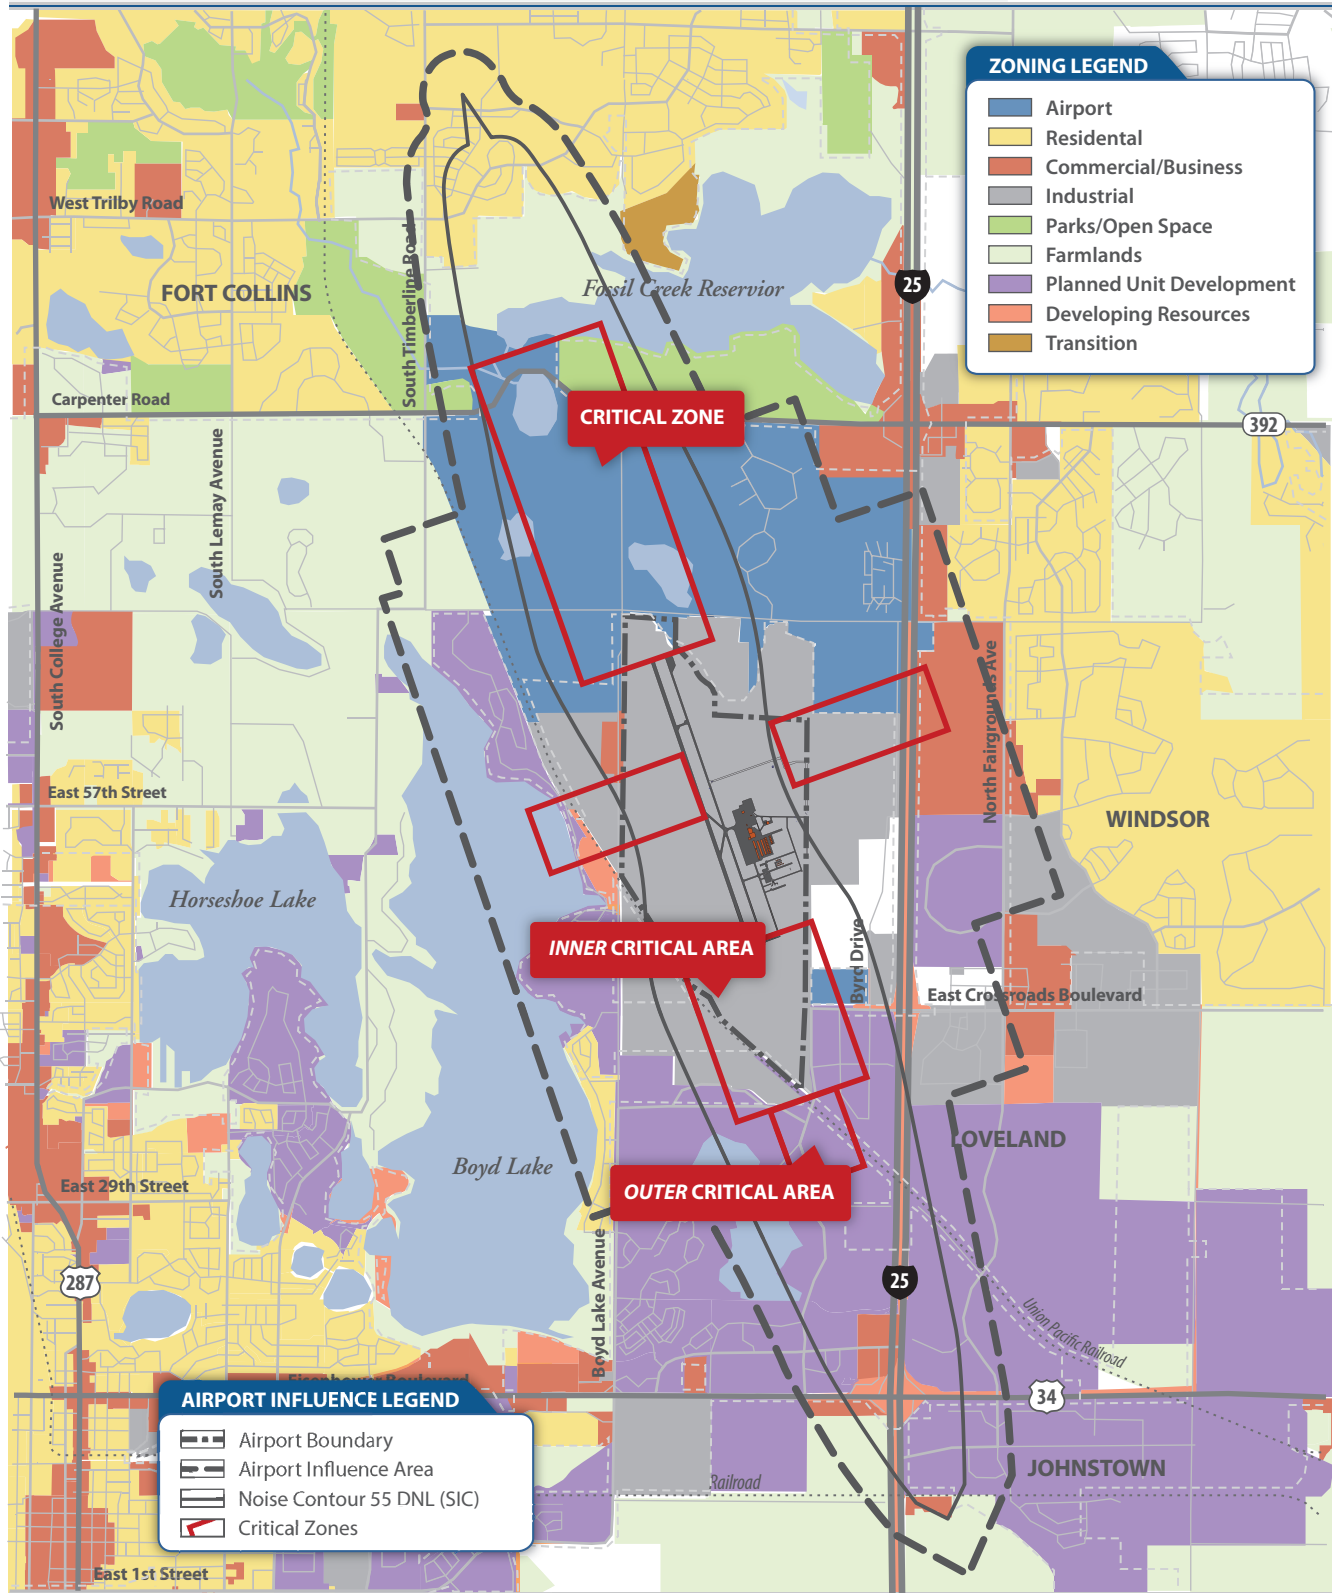 ZONING LEGEND
Airport
Residental
Commercial/Business
Industrial
Parks/Open Space
Farmlands
Planned Unit Development
Developing Resources
Transition
West Trilby Road
FORT COLLINS
South Timberline Road
Fossil Creek Reservior
25
Carpenter Road
CRITICAL ZONE
392
South Lemay Avenue
South College Avenue
North Fairgrounds Ave
East 57th Street
WINDSOR
Horseshoe Lake
INNER CRITICAL AREA
Byrd Drive
East Crossroads Boulevard
LOVELAND
Boyd Lake
East 29th Street
OUTER CRITICAL AREA
287
Boyd Lake Avenue
25
Union Pacific Railroad
Eisenhower Boulevard
34
AIRPORT INFLUENCE LEGEND
Airport Boundary
Airport Influence Area
Noise Contour 55 DNL (SIC)
Critical Zones
Railroad
JOHNSTOWN
East 1st Street